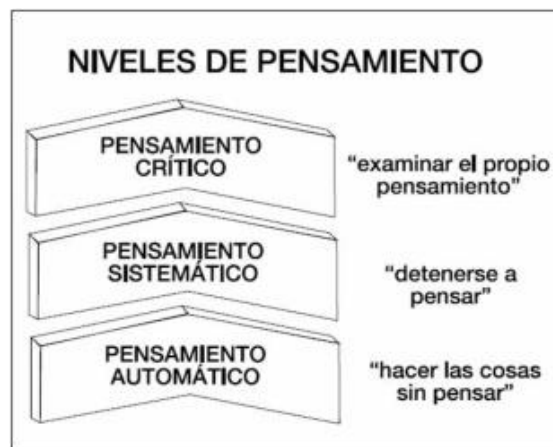 NIVELES DE PENSAMIENTO
PENSAMIENTO
CRÍTICO
“examinar el propio
pensamiento”
PENSAMIENTO
SISTEMÁTICO
“detenerse a
pensar”
PENSAMIENTO
AUTOMÁTICO
“hacer las cosas
sin pensar”